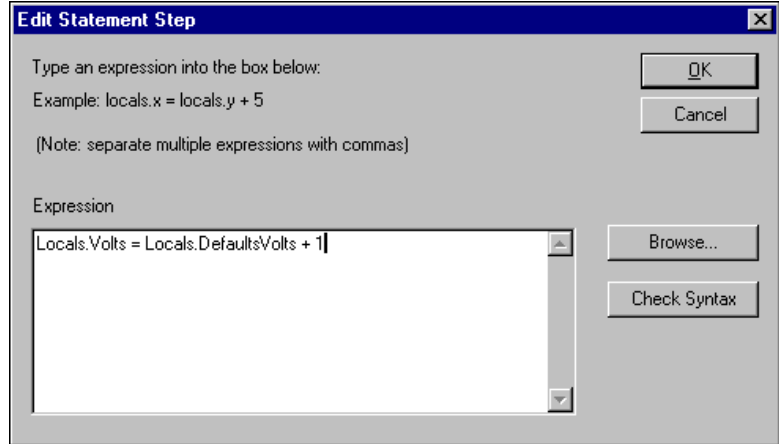 Edit Statement Step
Type an expression into the box below:
Example: locals.x = locals.y + 5
(Note: separate multiple expressions with commas)
OK
Cancel
Expression
Locals.Volts = Locals.DefaultsVolts + 1
Browse...
Check Syntax